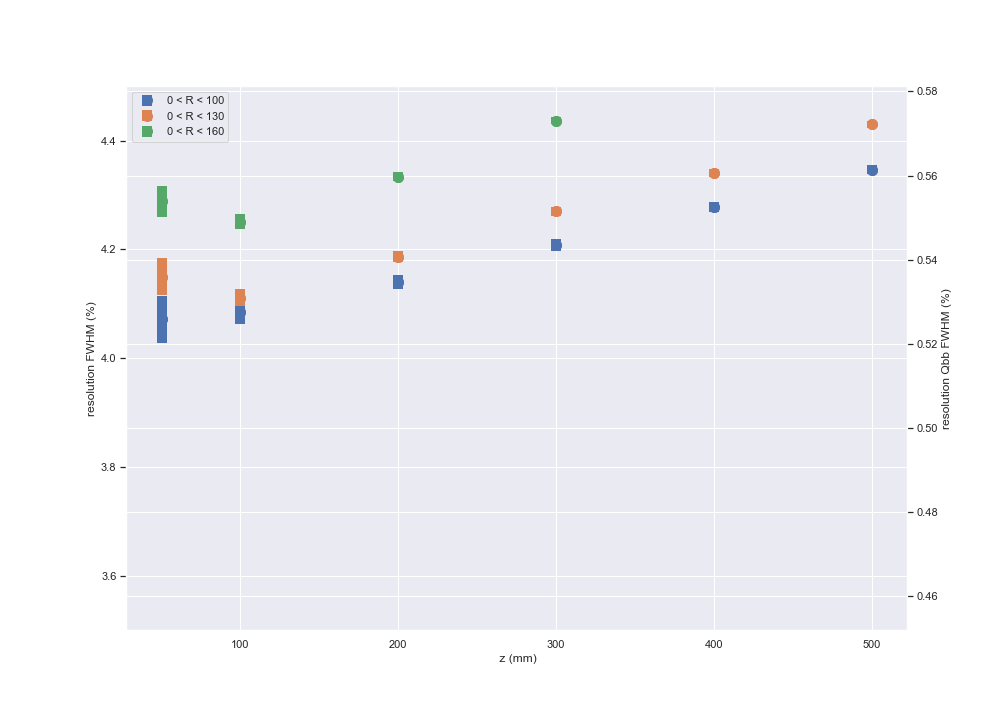 0 < R < 100
0 < R < 130
0 < R < 160
resolution FWHM (%)
4.4
4.2
4.0
3.8
3.6
0.58
0.56
0.54
0.52
0.50
0.48
0.46
resolution Qbb FWHM (%)
100 200 300 400 500
z (mm)